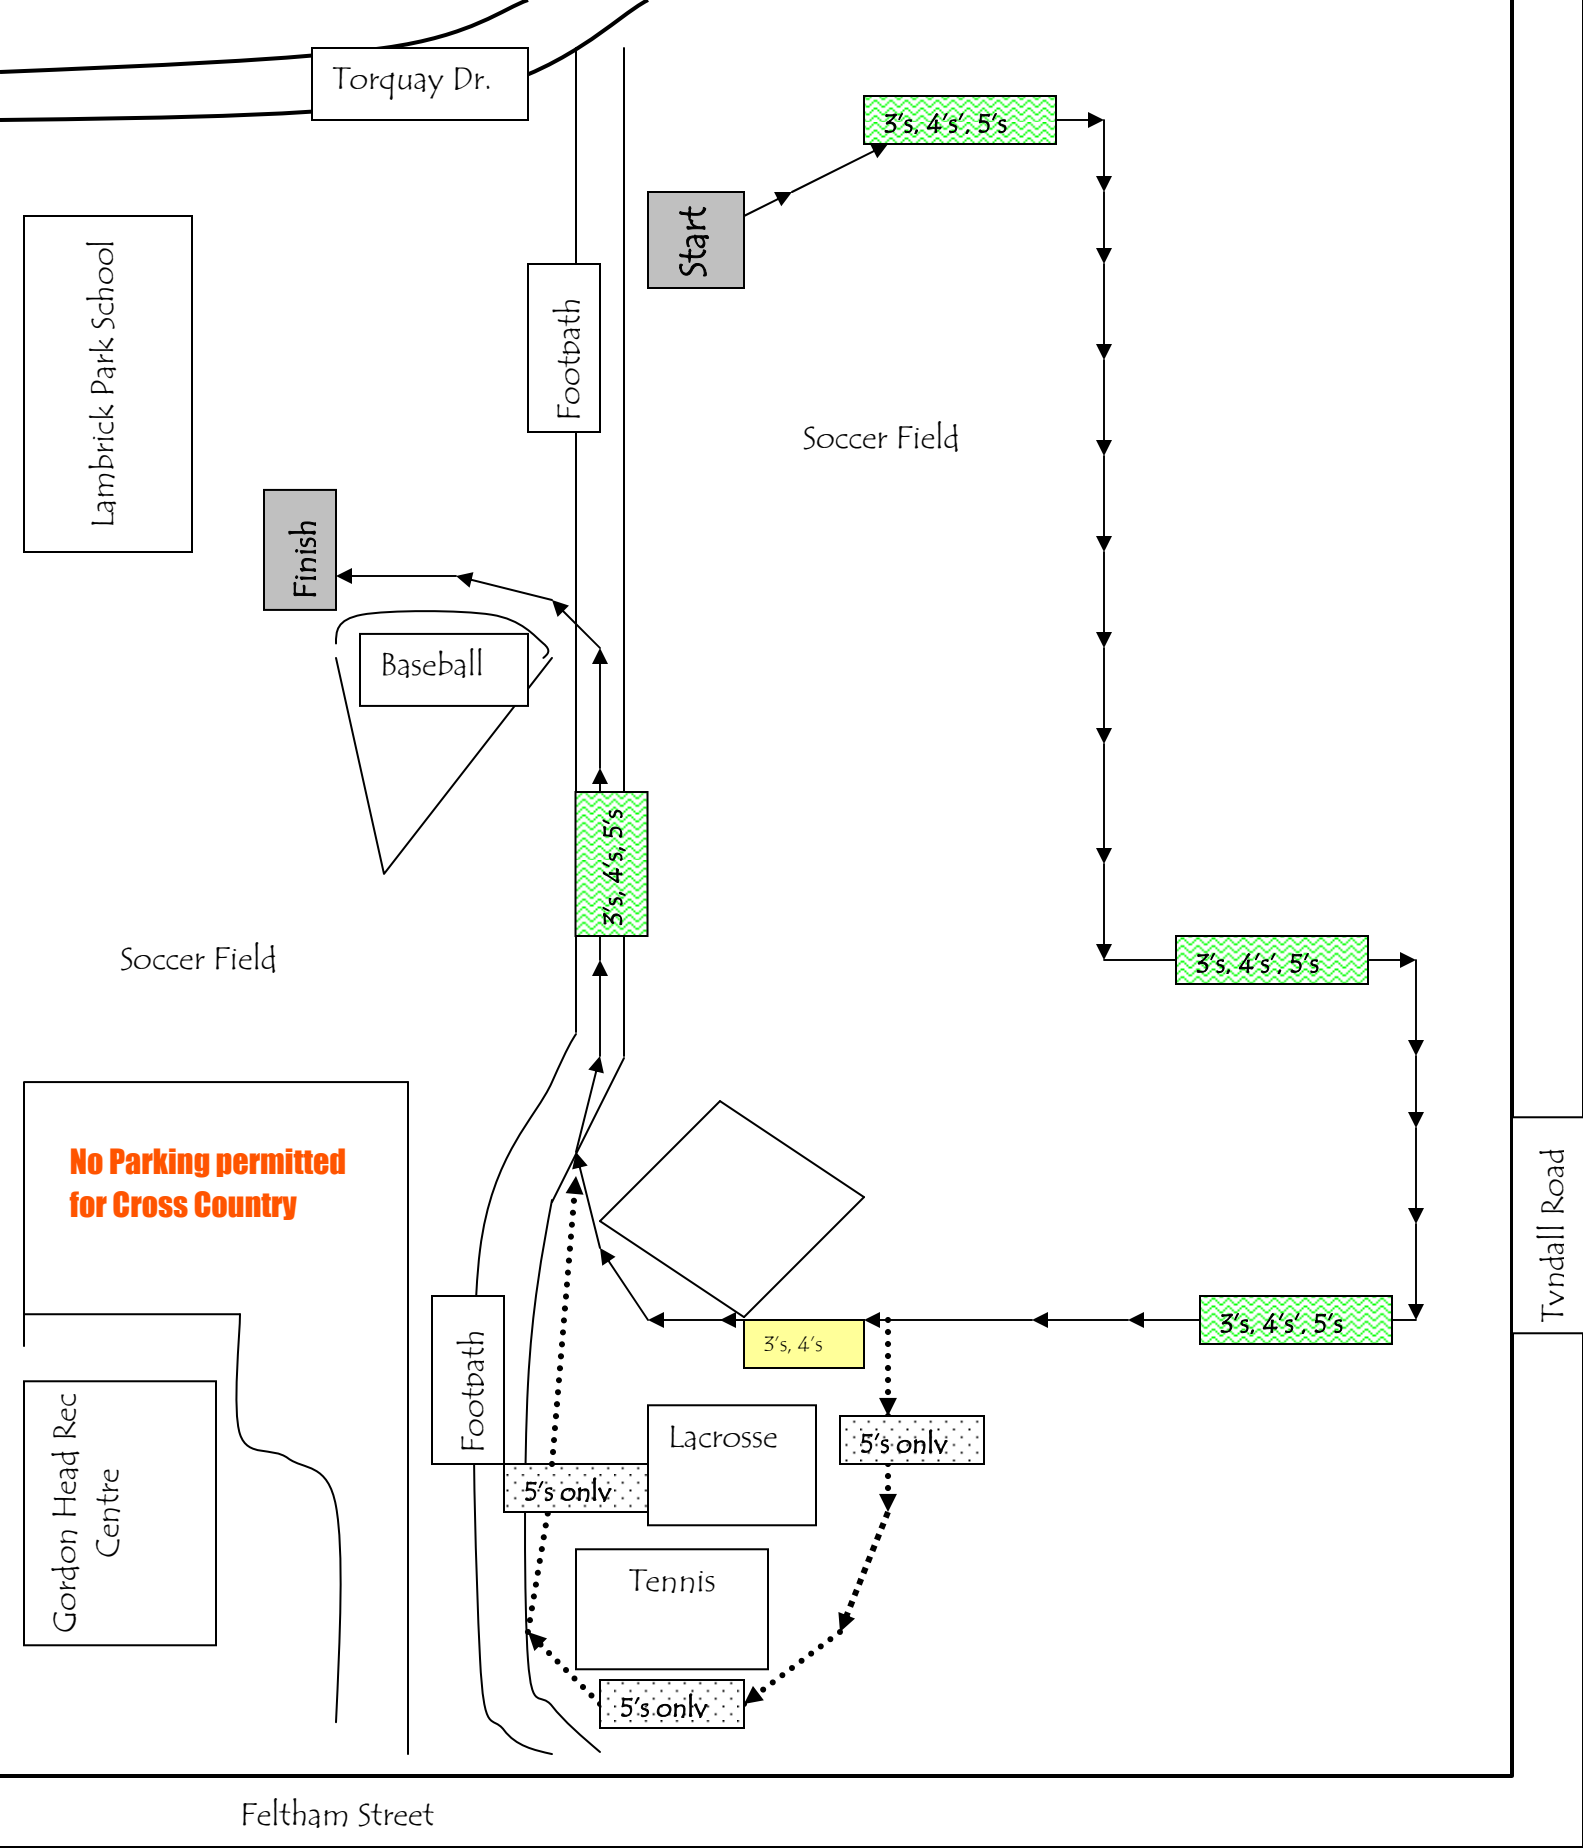 Torquay Dr.
3's, 4's', 5's
Start
Lambrick Park School
Footpath
Soccer Field
Finish
Baseball
3's, 4's, 5's
Soccer Field
3's, 4's', 5's
No Parking permitted
for Cross Country
Tyndall Road
3's, 4's', 5's
3's, 4's
Footpath
Lacrosse
5's only
Gordon Head Rec
Centre
5's only
Tennis
5's only
Feltham Street